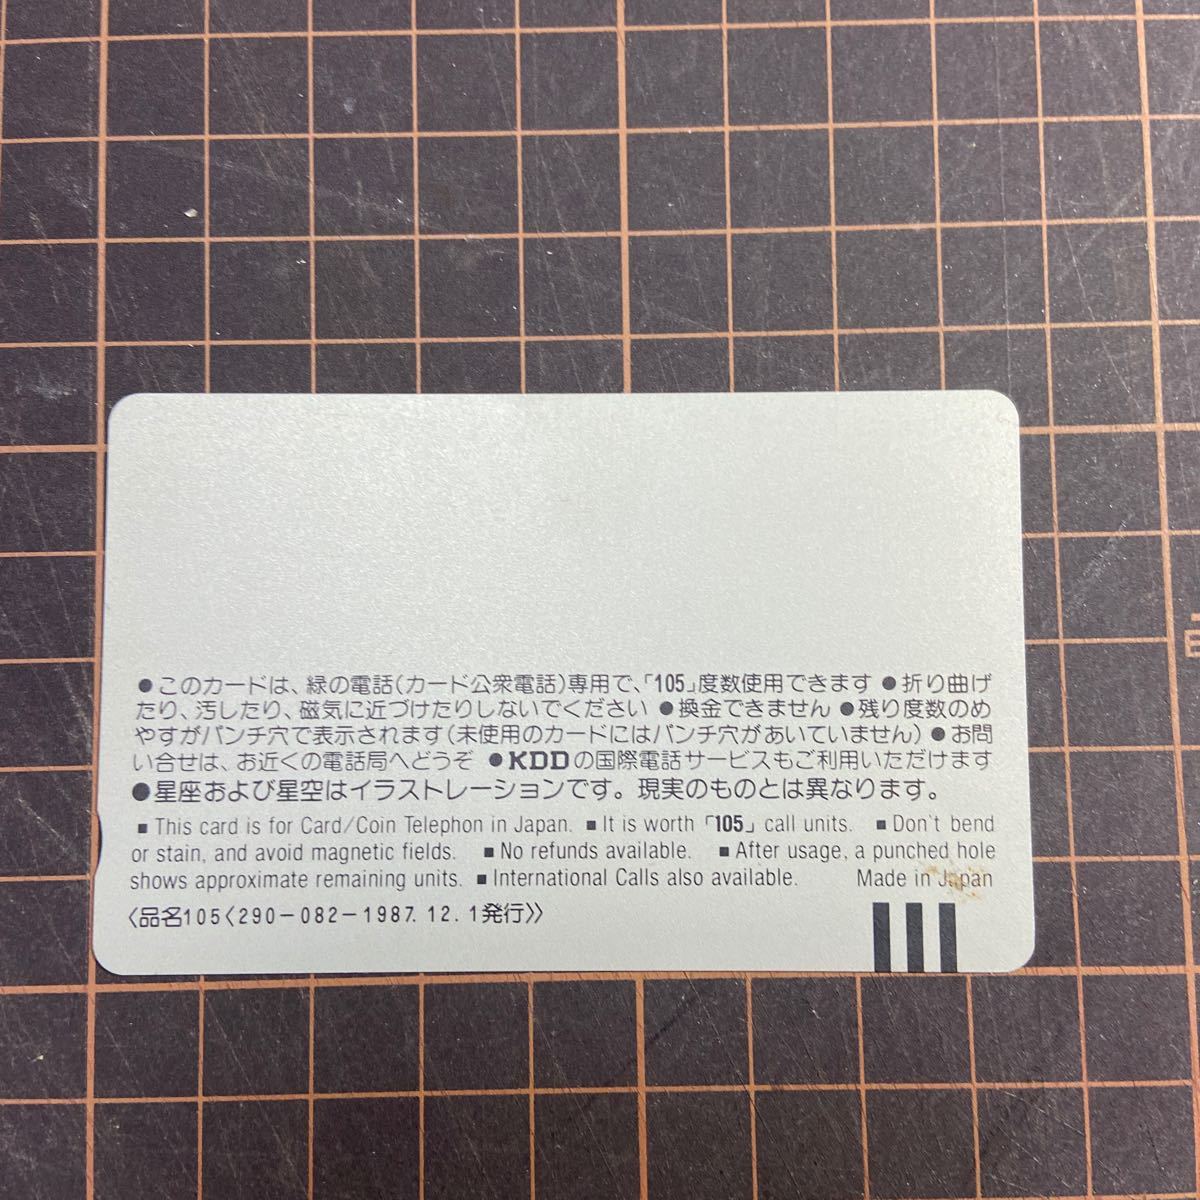 ●このカードは、緑の電話(カード公衆電話)専用で、「105」度数使用できます ●折り曲げ
たり、汚したり、磁気に近づけたりしないでください ●換金できません ●残り度数のめ
やすがパンチ穴で表示されます(未使用のカードにはパンチ穴があいていません) ●お問
い合せは、お近くの電話局へどうぞ ●KDDの国際電話サービスもご利用いただけます
●星座および星空はイラストレーションです。現実のものとは異なります。
■ This card is for Card/Coin Telephon in Japan. ■ It is worth 「105」 call units. ■ Don't bend
or stain, and avoid magnetic fields. ■ No refunds available. ■ After usage, a punched hole
shows approximate remaining units. ■ International Calls also available. Made in Japan
〈品名105〈290-082-1987.12.1発行〉〉